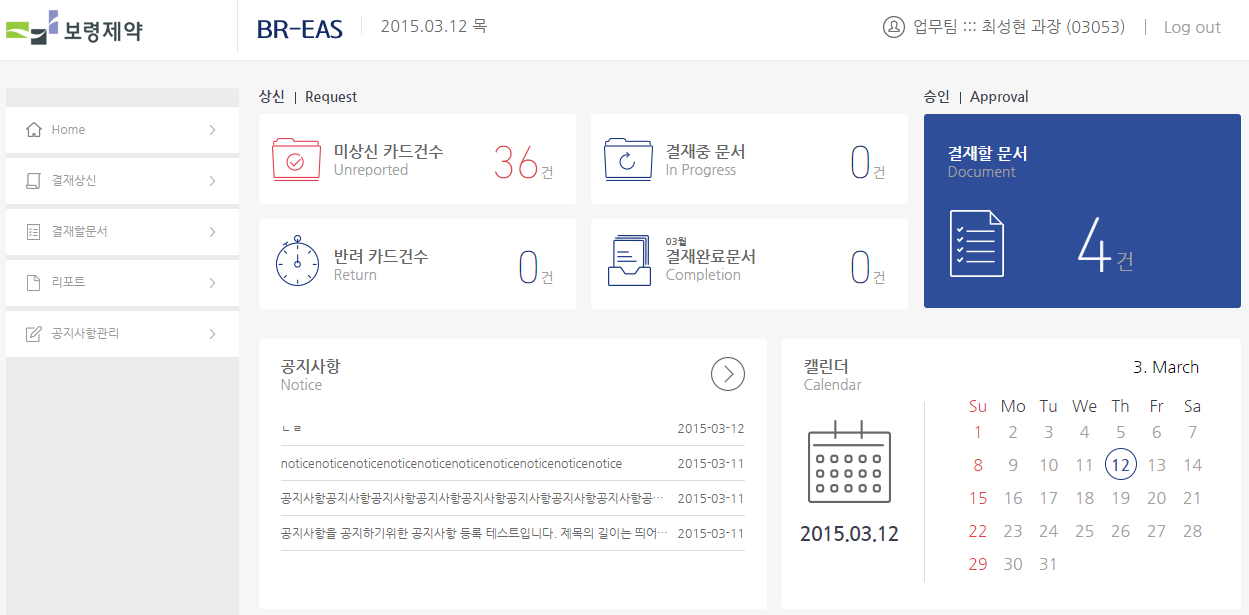 보령제약
BR-EAS
2015.03.12 목
업무팀 ::: 최성현 과장 (03053) | Log out
Home
결재상신
결재할문서
리포트
공지사항관리
상신 | Request
미상신 카드건수
Unreported
36건
결재중 문서
In Progress
0건
반려 카드건수
Return
0건
03월
결재완료문서
Completion
0건
승인 | Approval
결재할 문서
Document
4건
공지사항
Notice
ㄴㄹ 2015-03-12
noticenoticenoticenoticenoticenoticenoticenoticenoticenotice 2015-03-11
공지사항공지사항공지사항공지사항공지사항공지사항공지사항공지사항공… 2015-03-11
공지사항을 공지하기위한 공지사항 등록 테스트입니다. 제목의 길이는 띄어… 2015-03-11
캘린더
Calendar
2015.03.12
3. March
Su Mo Tu We Th Fr Sa
1 2 3 4 5 6 7
8 9 10 11 12 13 14
15 16 17 18 19 20 21
22 23 24 25 26 27 28
29 30 31